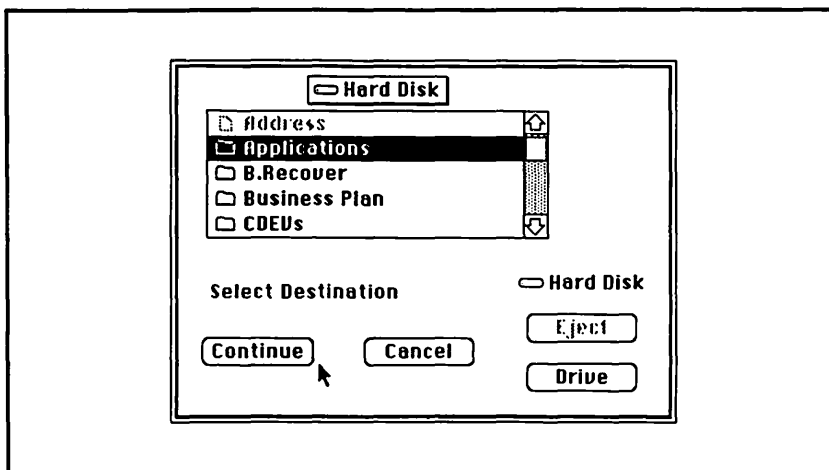 Hard Disk
Address
Applications
B.Recover
Business Plan
CDEVs
Select Destination
Hard Disk
Eject
Continue
Cancel
Drive